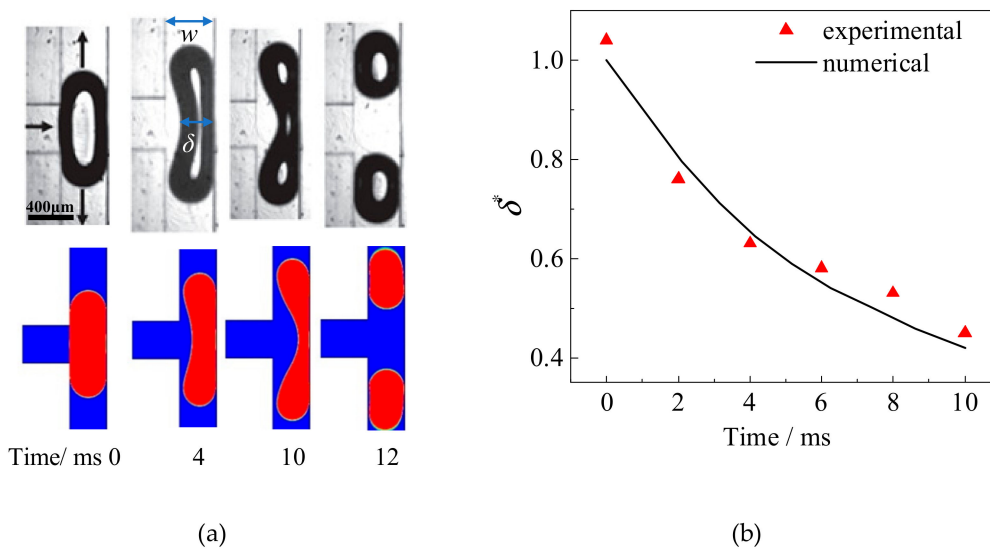 w
δ
400μm
Time/ ms 0 4 10 12
(a)
experimental
numerical
1.0
0.8
0.6
0.4
δ*
0 2 4 6 8 10
Time / ms
(b)